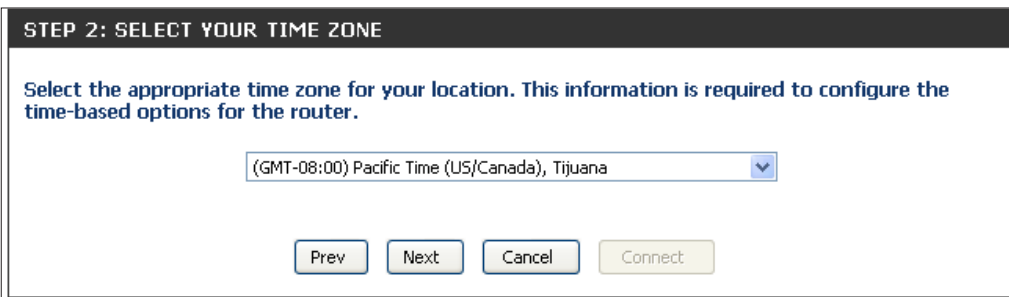 STEP 2: SELECT YOUR TIME ZONE
Select the appropriate time zone for your location. This information is required to configure the
time-based options for the router.
(GMT-08:00) Pacific Time (US/Canada), Tijuana
Prev Next Cancel Connect